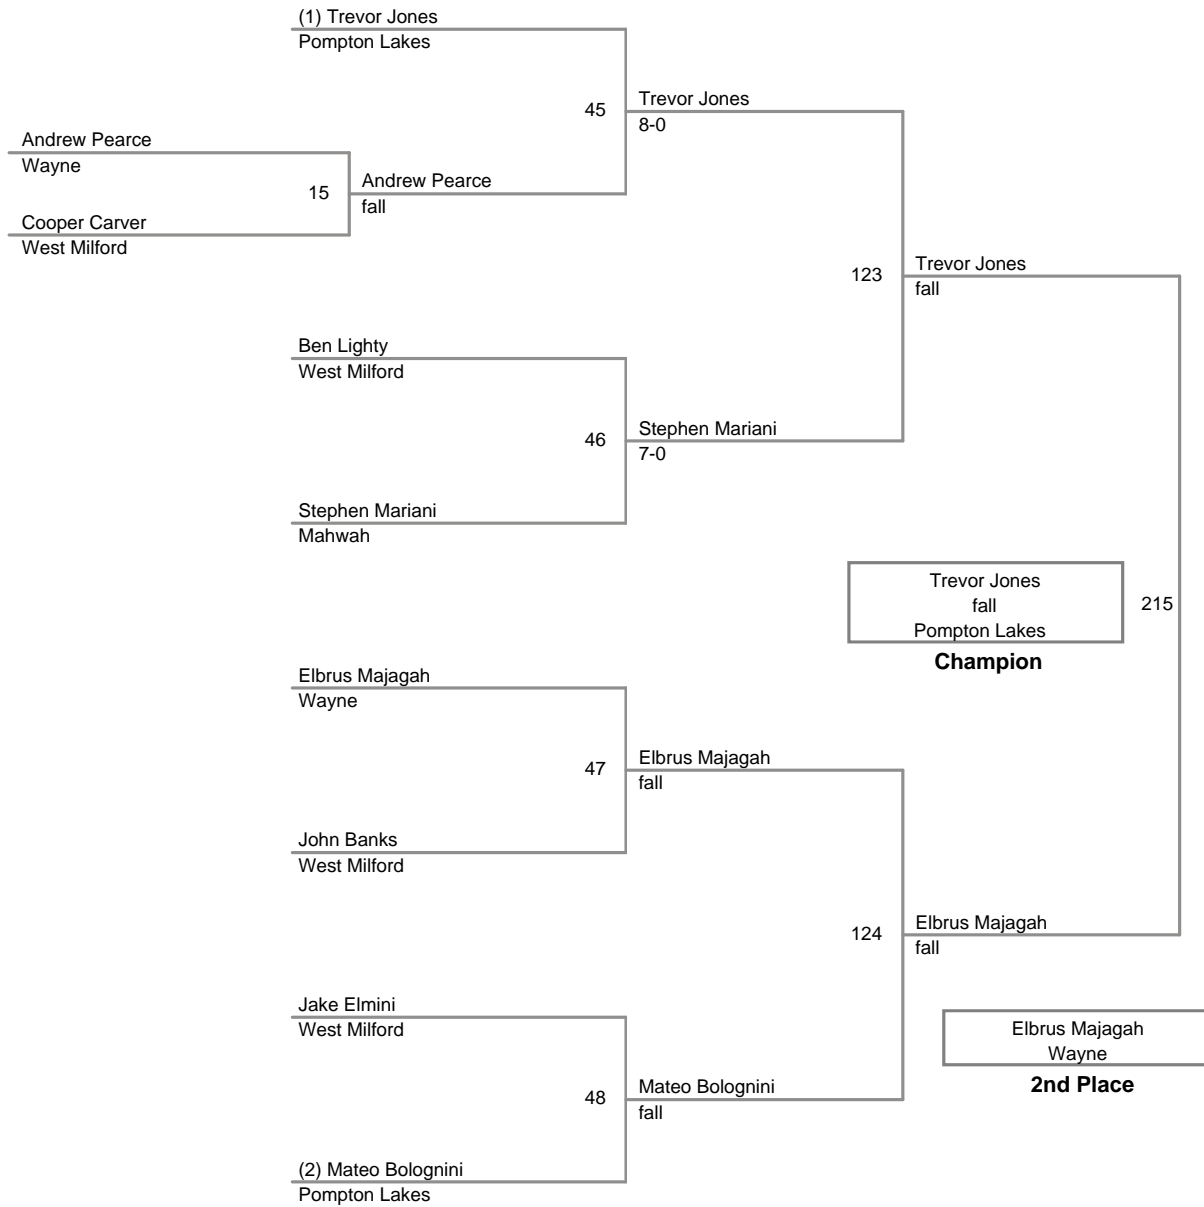 (1) Trevor Jones
Pompton Lakes
45
Trevor Jones
8-0
Andrew Pearce
Wayne
15
Andrew Pearce
fall
Cooper Carver
West Milford
123
Trevor Jones
fall
Ben Lighty
West Milford
46
Stephen Mariani
7-0
Stephen Mariani
Mahwah
Trevor Jones
fall
Pompton Lakes
Champion
215
Elbrus Majagah
Wayne
47
Elbrus Majagah
fall
John Banks
West Milford
124
Elbrus Majagah
fall
Jake Elmini
West Milford
48
Mateo Bolognini
fall
(2) Mateo Bolognini
Pompton Lakes
Elbrus Majagah
Wayne
2nd Place